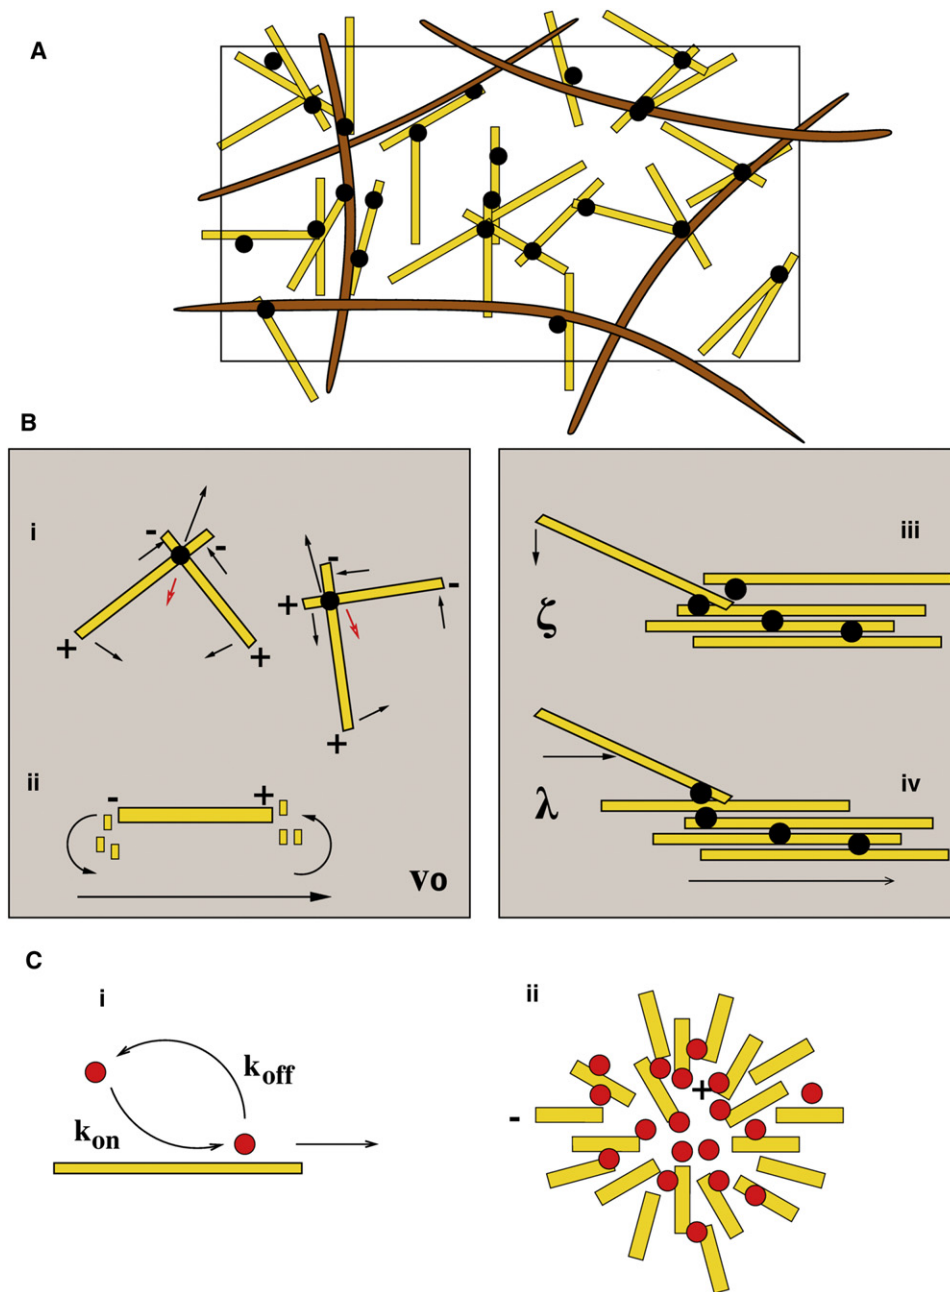 A
B
i
-
-
+
+
-
-
+
+
ii
-
+
vo
iii
ζ
iv
λ
C
i
k_off
k_on
ii
+
-